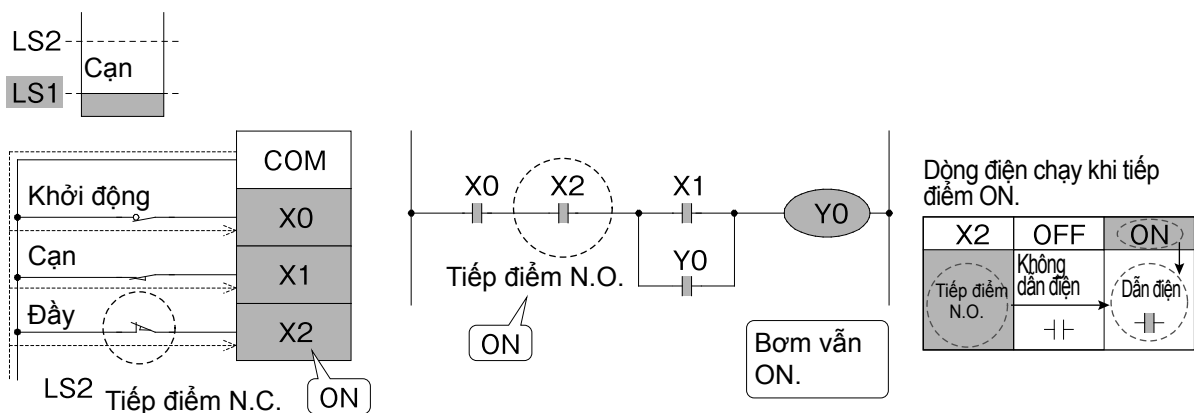 LS2
Cạn
LS1
COM
Khởi động
X0
Cạn
X1
Đầy
X2
LS2
Tiếp điểm N.C.
ON
X0
X2
X1
Y0
Y0
Tiếp điểm N.O.
ON
Bơm vẫn
ON.
Dòng điện chạy khi tiếp
điểm ON.
X2 OFF ON
Tiếp điểm
N.O.
Không
dẫn điện
Dẫn điện